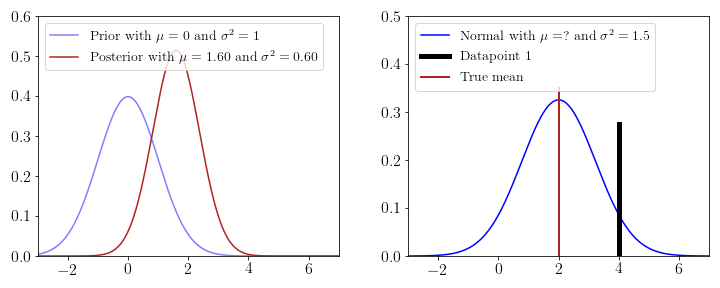 0.6
0.5
0.4
0.3
0.2
0.1
0.0
−2 0 2 4 6
Prior with μ = 0 and σ² = 1
Posterior with μ = 1.60 and σ² = 0.60
0.5
0.4
0.3
0.2
0.1
0.0
−2 0 2 4 6
Normal with μ =? and σ² = 1.5
Datapoint 1
True mean